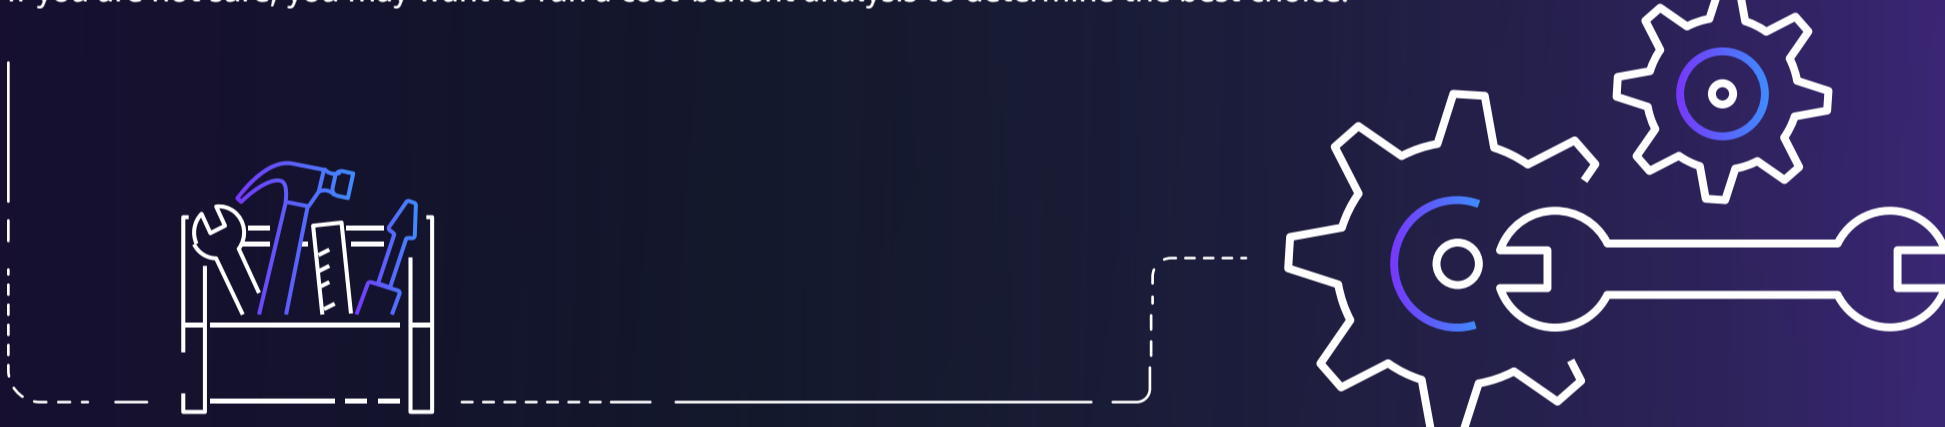 If you are not sure, you may want to run a cost-benefit analysis to determine the best choice.